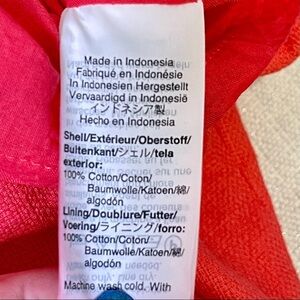 Made in Indonesia
Fabriqué en Indonésie
In Indonesien Hergestellt
Vervaardigd in Indonesië
インドネシア製
Hecho en Indonesia
Shell/Extérieur/Oberstoff/
Buitenkant/シェル/tela
exterior:
100% Cotton/Coton/
Baumwolle/Katoen/綿/
algodón
Lining/Doublure/Futter/
Voering/ライニング/forro:
100% Cotton/Coton/
Baumwolle/Katoen/綿/
algodón
Machine wash cold. With